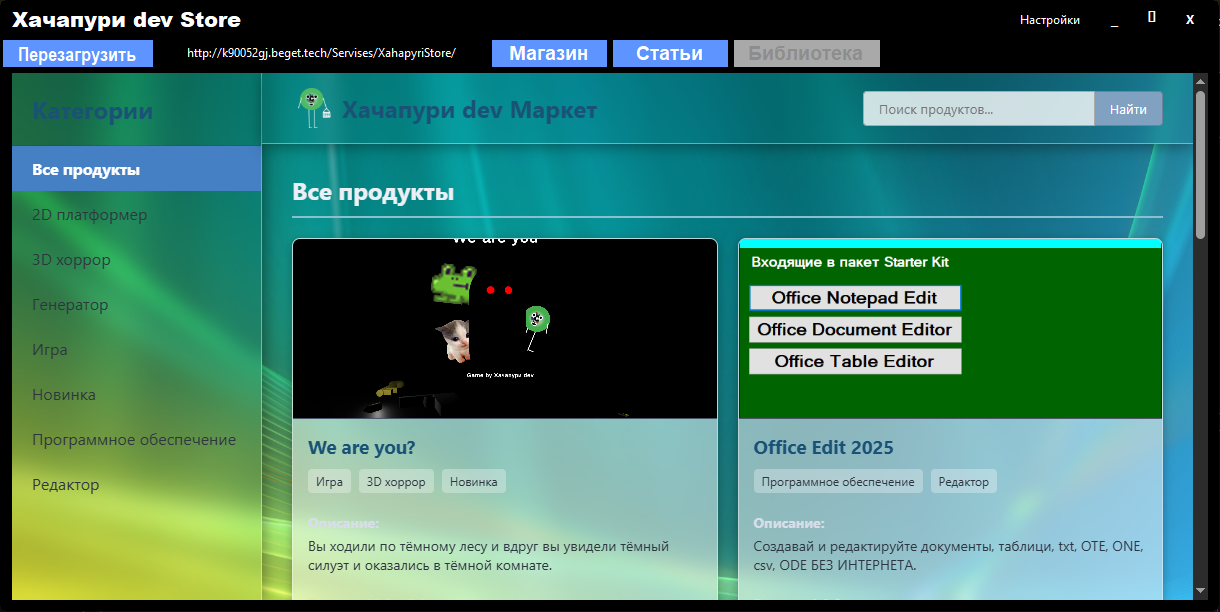 Хачапури dev Store
Настройки
_
X
Перезагрузить
http://k90052gj.beget.tech/Servises/XahapyriStore/
Магазин
Статьи
Библиотека
Категории
Хачапури dev Маркет
Поиск продуктов...
Найти
Все продукты
2D платформер
3D хоррор
Генератор
Игра
Новинка
Программное обеспечение
Редактор
Все продукты
We are you
Game by Хачапури dev
We are you?
Игра
3D хоррор
Новинка
Описание:
Вы ходили по тёмному лесу и вдруг вы увидели тёмный
силуэт и оказались в тёмной комнате.
Входящие в пакет Starter Kit
Office Notepad Edit
Office Document Editor
Office Table Editor
Office Edit 2025
Программное обеспечение
Редактор
Описание:
Создавай и редактируйте документы, таблици, txt, OTE, ONE,
csv, ODE БЕЗ ИНТЕРНЕТА.